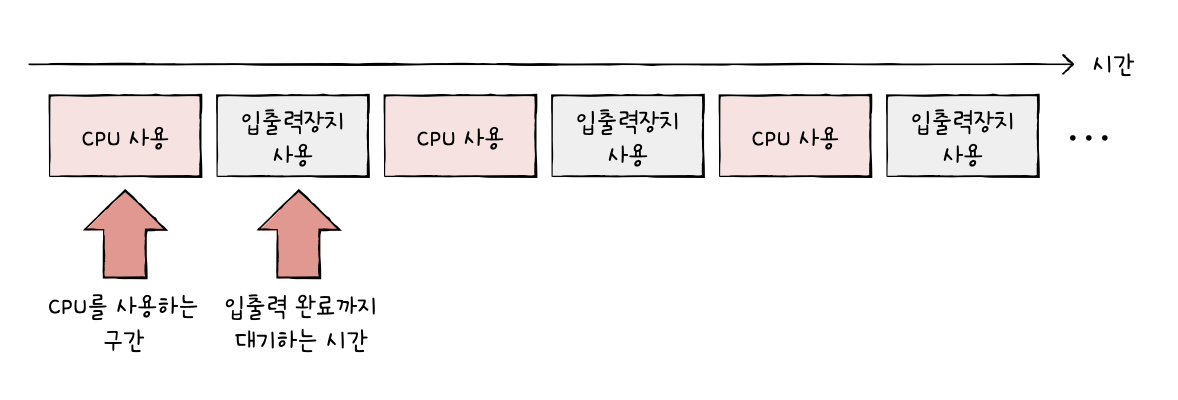 시간
CPU 사용
입출력장치
사용
CPU 사용
입출력장치
사용
CPU 사용
입출력장치
사용
...
CPU를 사용하는
구간
입출력 완료까지
대기하는 시간